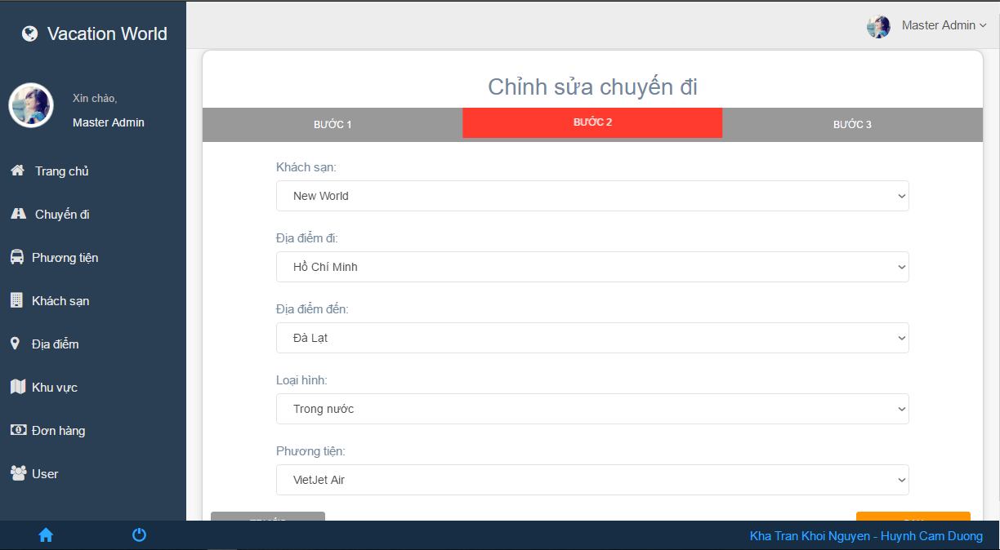 Vacation World
Master Admin
Xin chào,
Master Admin
Trang chủ
Chuyến đi
Phương tiện
Khách sạn
Địa điểm
Khu vực
Đơn hàng
User
Chỉnh sửa chuyến đi
BƯỚC 1
BƯỚC 2
BƯỚC 3
Khách sạn:
New World
Địa điểm đi:
Hồ Chí Minh
Địa điểm đến:
Đà Lạt
Loại hình:
Trong nước
Phương tiện:
VietJet Air
Kha Tran Khoi Nguyen - Huynh Cam Duong